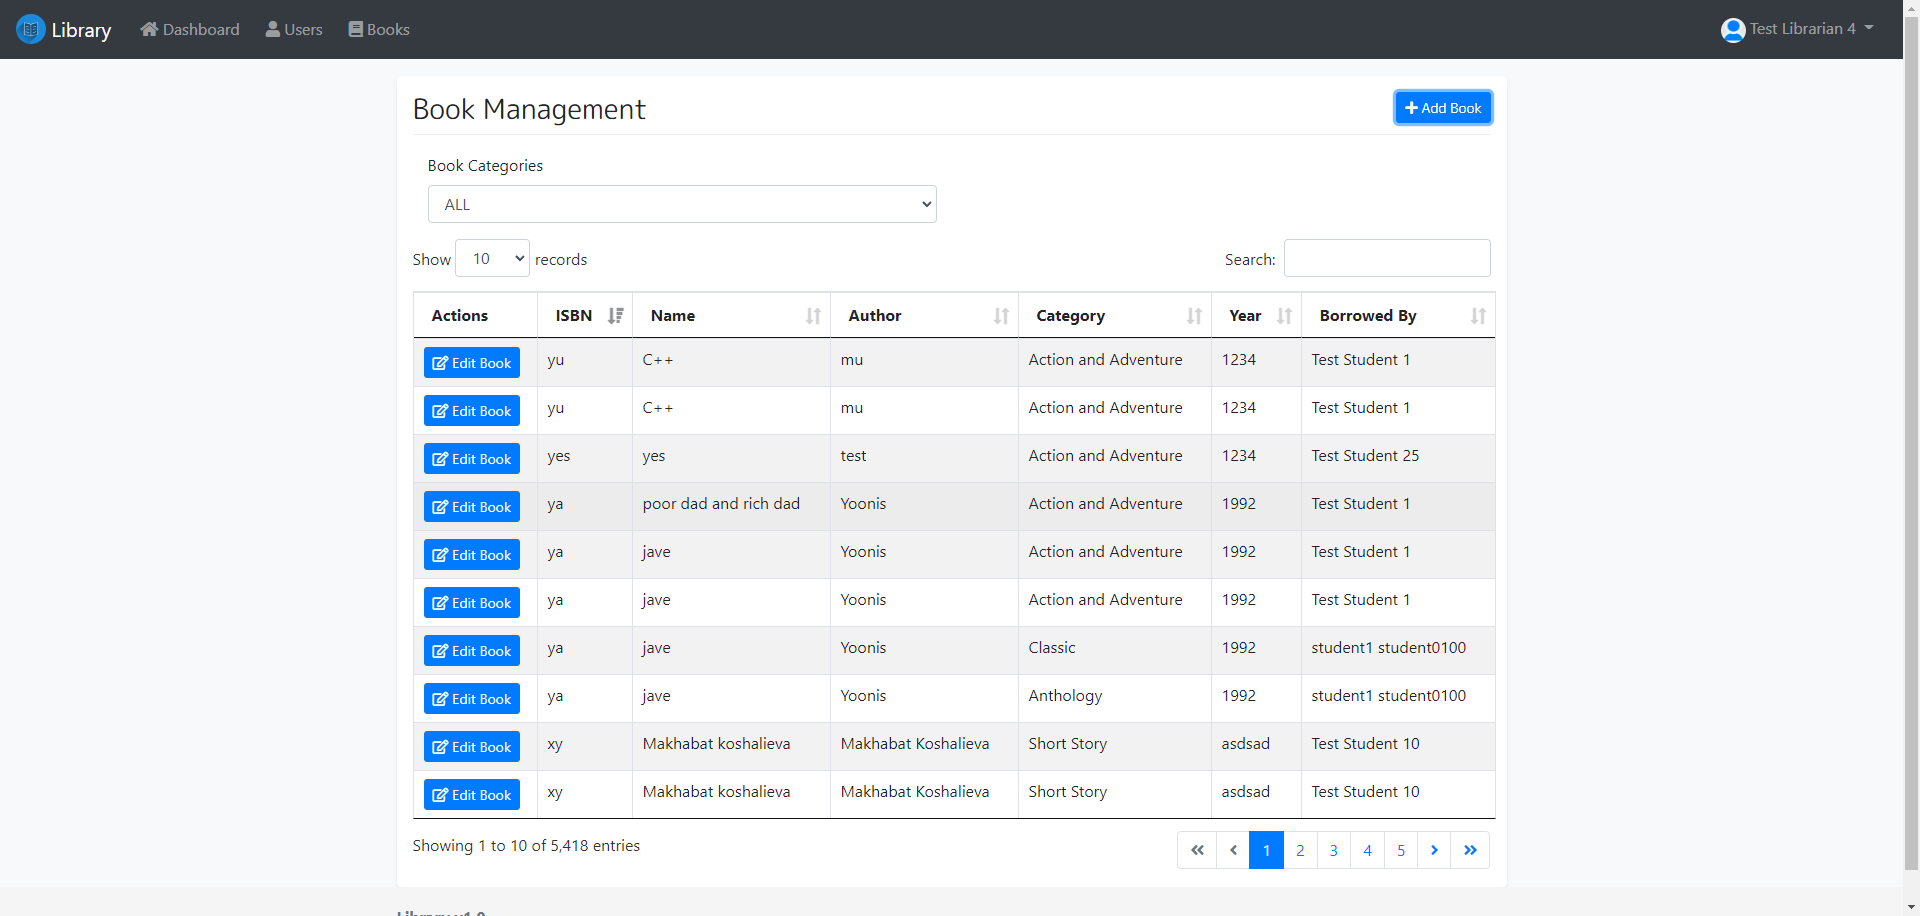 Library Dashboard Users Books Test Librarian 4
Book Management Add Book
Book Categories
ALL
Show 10 records Search:
Actions ISBN Name Author Category Year Borrowed By
Edit Book yu C++ mu Action and Adventure 1234 Test Student 1
Edit Book yu C++ mu Action and Adventure 1234 Test Student 1
Edit Book yes yes test Action and Adventure 1234 Test Student 25
Edit Book ya poor dad and rich dad Yoonis Action and Adventure 1992 Test Student 1
Edit Book ya jave Yoonis Action and Adventure 1992 Test Student 1
Edit Book ya jave Yoonis Action and Adventure 1992 Test Student 1
Edit Book ya jave Yoonis Classic 1992 student1 student0100
Edit Book ya jave Yoonis Anthology 1992 student1 student0100
Edit Book xy Makhabat koshalieva Makhabat Koshalieva Short Story asdsad Test Student 10
Edit Book xy Makhabat koshalieva Makhabat Koshalieva Short Story asdsad Test Student 10
Showing 1 to 10 of 5,418 entries « ‹ 1 2 3 4 5 › »